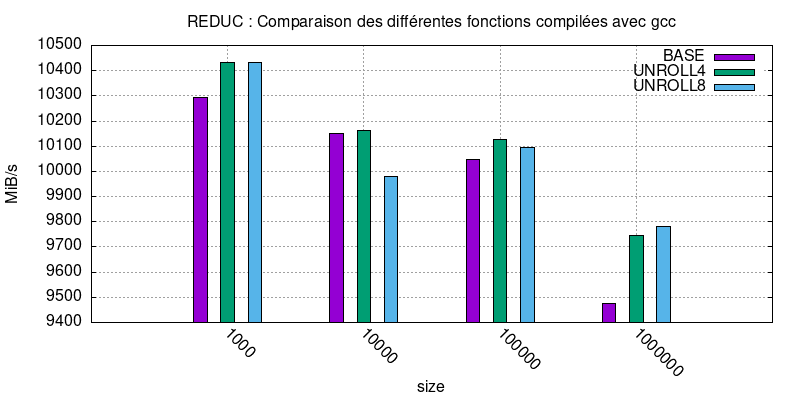 REDUC : Comparaison des différentes fonctions compilées avec gcc
10500
10400
10300
10200
10100
10000
9900
9800
9700
9600
9500
9400
MiB/s
BASE
UNROLL4
UNROLL8
1000
10000
100000
1000000
size